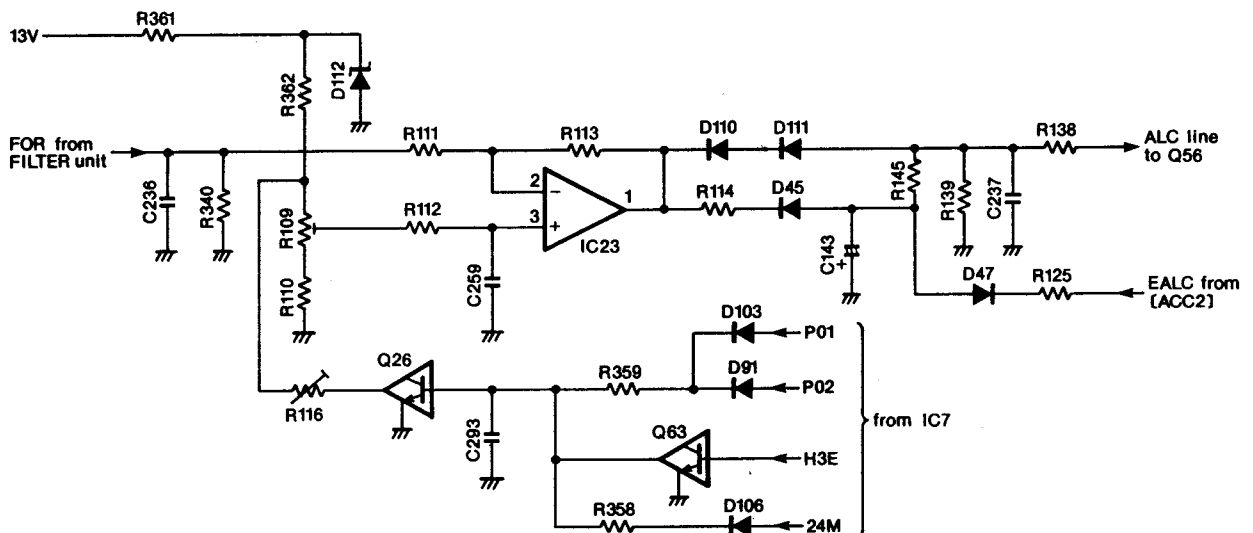 R361
13V
D112
R362
FOR from
FILTER unit
R111
R113
D110
D111
R138
ALC line
to Q56
C236
R340
R109
R112
2
−
3
+
1
IC23
R114
D45
R145
R139
C237
C259
R110
C143
+
D47
R125
EALC from
[ACC2]
Q26
R116
C293
R359
D103
P01
D91
P02
from IC7
Q63
H3E
R358
D106
24M